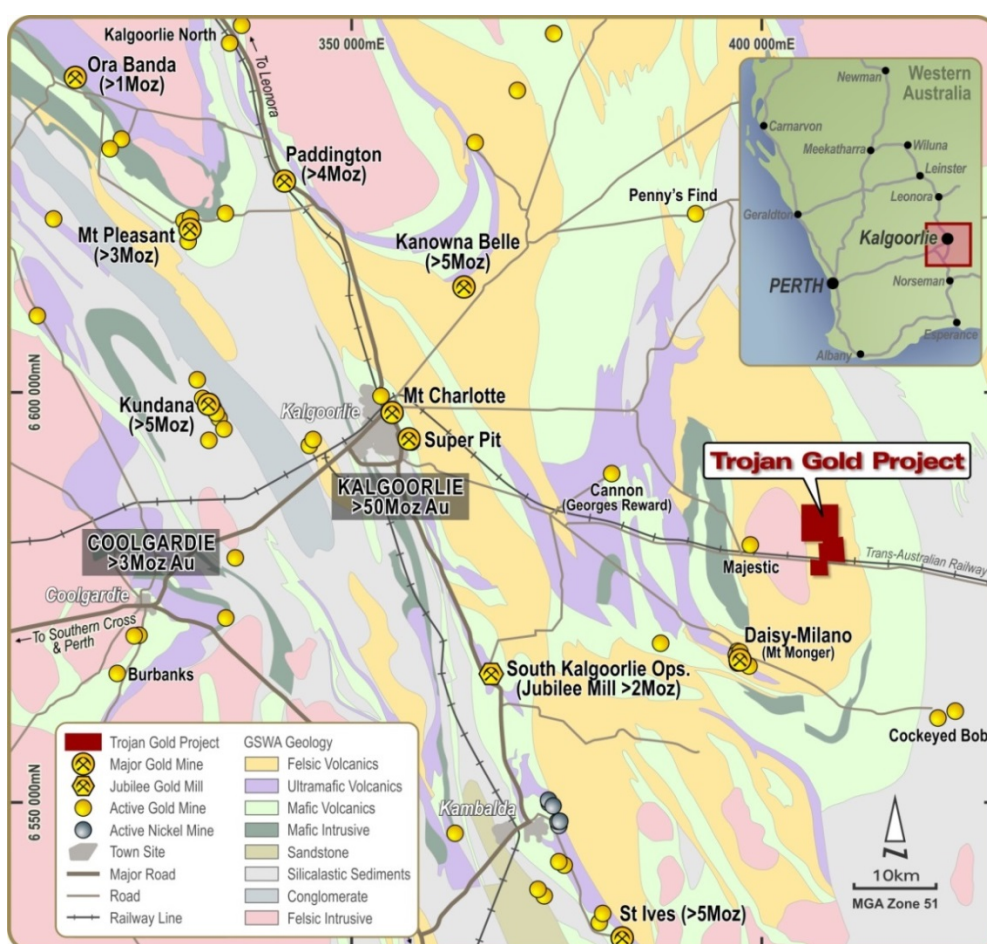 Kalgoorlie North
350 000mE
400 000mE
To Leonora
Ora Banda
(>1Moz)
Paddington
(>4Moz)
Mt Pleasant
(>3Moz)
Kanowna Belle
(>5Moz)
Penny's Find
Western
Australia
Newman
Carnarvon
Meekatharra
Wiluna
Leinster
Leonora
Geraldton
Kalgoorlie
PERTH
Norseman
Esperance
Albany
6 600 000mN
Kundana
(>5Moz)
Kalgoorlie
Mt Charlotte
Super Pit
KALGOORLIE
>50Moz Au
Cannon
(Georges Reward)
Trojan Gold Project
COOLGARDIE
>3Moz Au
Coolgardie
Majestic
Trans-Australian Railway
To Southern Cross
& Perth
Burbanks
Daisy-Milano
(Mt Monger)
South Kalgoorlie Ops.
(Jubilee Mill >2Moz)
Cockeyed Bob
6 550 000mN
Kambalda
St Ives (>5Moz)
Trojan Gold Project
Major Gold Mine
Jubilee Gold Mill
Active Gold Mine
Active Nickel Mine
Town Site
Major Road
Road
Railway Line
GSWA Geology
Felsic Volcanics
Ultramafic Volcanics
Mafic Volcanics
Mafic Intrusive
Sandstone
Silicalastic Sediments
Conglomerate
Felsic Intrusive
N
10km
MGA Zone 51